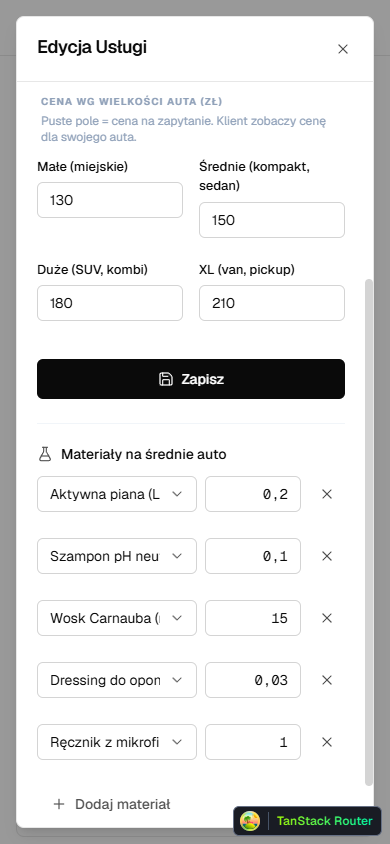 Edycja Usługi
CENA WG WIELKOŚCI AUTA (ZŁ)
Puste pole = cena na zapytanie. Klient zobaczy cenę
dla swojego auta.
Małe (miejskie)
130
Średnie (kompakt,
sedan)
150
Duże (SUV, kombi)
180
XL (van, pickup)
210
Zapisz
Materiały na średnie auto
Aktywna piana (L
0,2
Szampon pH neu
0,1
Wosk Carnauba (
15
Dressing do opon
0,03
Ręcznik z mikrofi
1
Dodaj materiał
TanStack Router